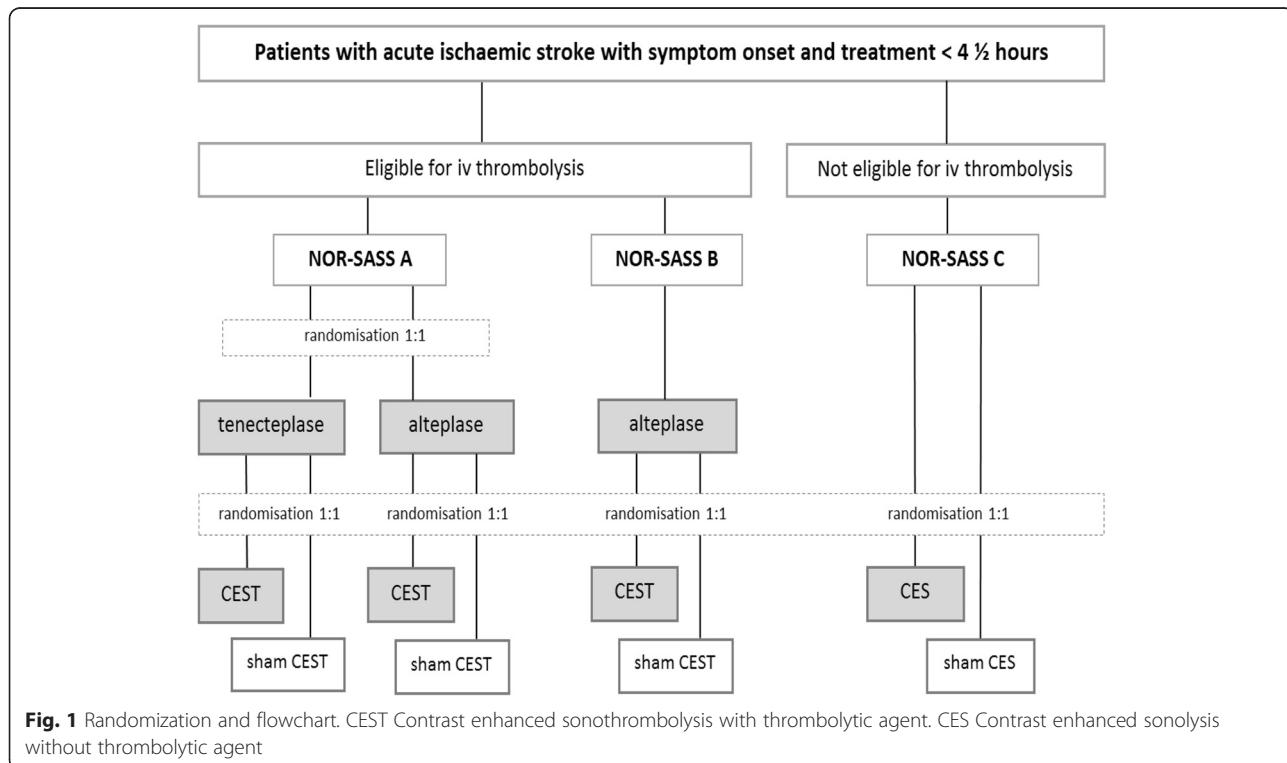 Patients with acute ischaemic stroke with symptom onset and treatment < 4 ½ hours
Eligible for iv thrombolysis
Not eligible for iv thrombolysis
NOR-SASS A
NOR-SASS B
NOR-SASS C
randomisation 1:1
tenecteplase
alteplase
alteplase
randomisation 1:1
randomisation 1:1
randomisation 1:1
randomisation 1:1
CEST
CEST
CEST
CES
sham CEST
sham CEST
sham CEST
sham CES
Fig. 1 Randomization and flowchart. CEST Contrast enhanced sonothrombolysis with thrombolytic agent. CES Contrast enhanced sonolysis
without thrombolytic agent